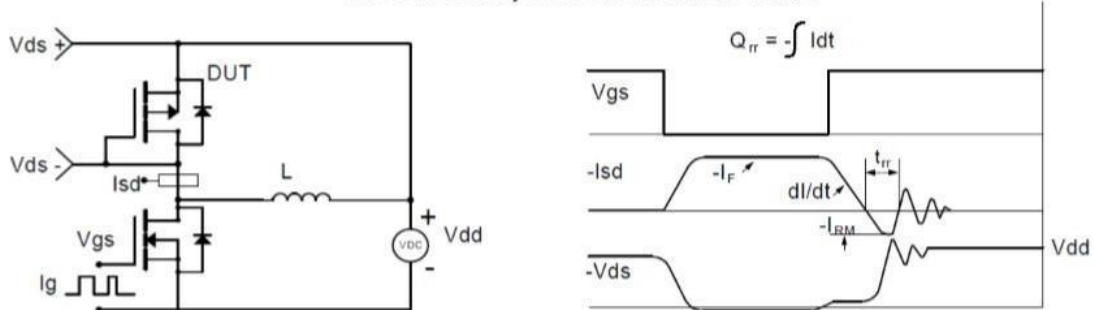 Vds +
DUT
Vds -
Isd
L
Vgs
Ig
+
VDC
-
Vdd
Qrr = -∫ Idt
Vgs
-Isd
-IF
dI/dt
trr
-IRM
Vdd
-Vds